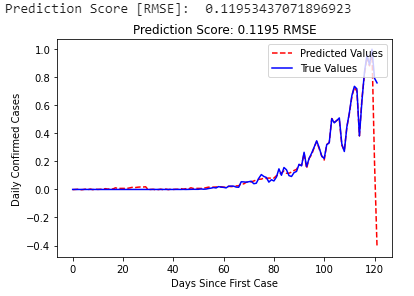 Prediction Score [RMSE]:  0.11953437071896923
Prediction Score: 0.1195 RMSE
Predicted Values
True Values
1.0
0.8
0.6
0.4
0.2
0.0
−0.2
−0.4
Daily Confirmed Cases
0 20 40 60 80 100 120
Days Since First Case